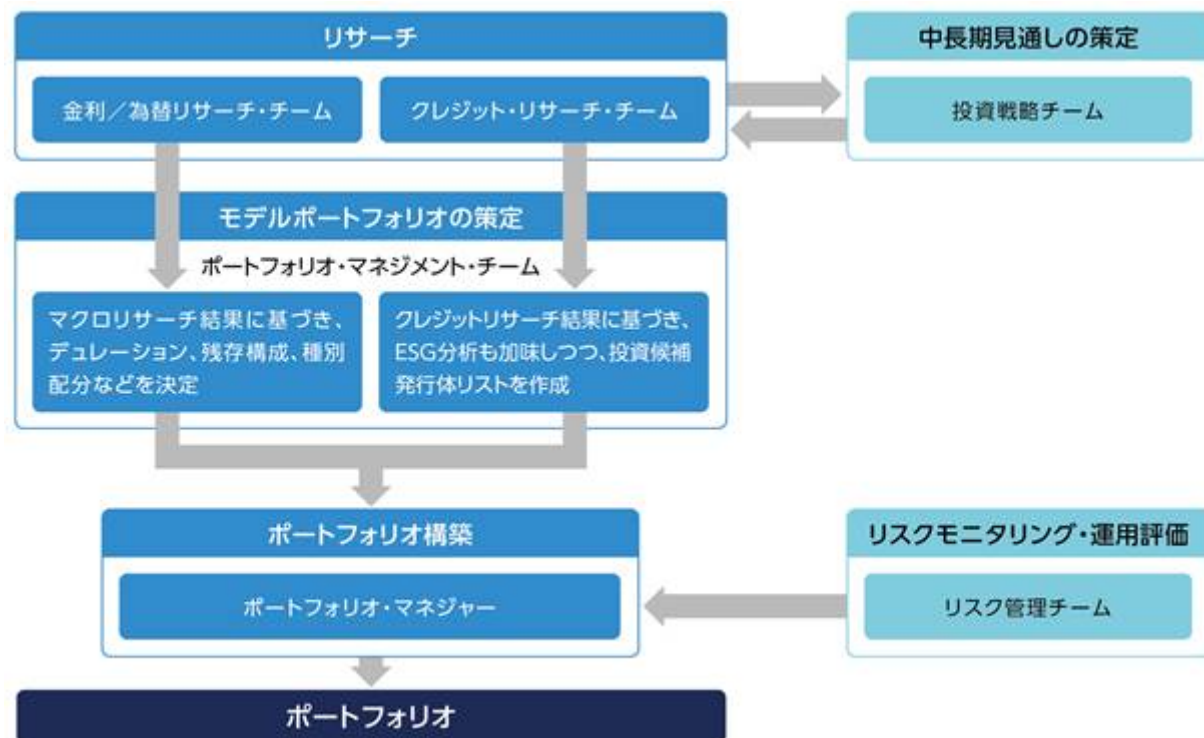 リサーチ
中長期見通しの策定
金利／為替リサーチ・チーム
クレジット・リサーチ・チーム
投資戦略チーム
モデルポートフォリオの策定
ポートフォリオ・マネジメント・チーム
マクロリサーチ結果に基づき、
デュレーション、残存構成、種別
配分などを決定
クレジットリサーチ結果に基づき、
ESG分析も加味しつつ、投資候補
発行体リストを作成
ポートフォリオ構築
リスクモニタリング・運用評価
ポートフォリオ・マネジャー
リスク管理チーム
ポートフォリオ